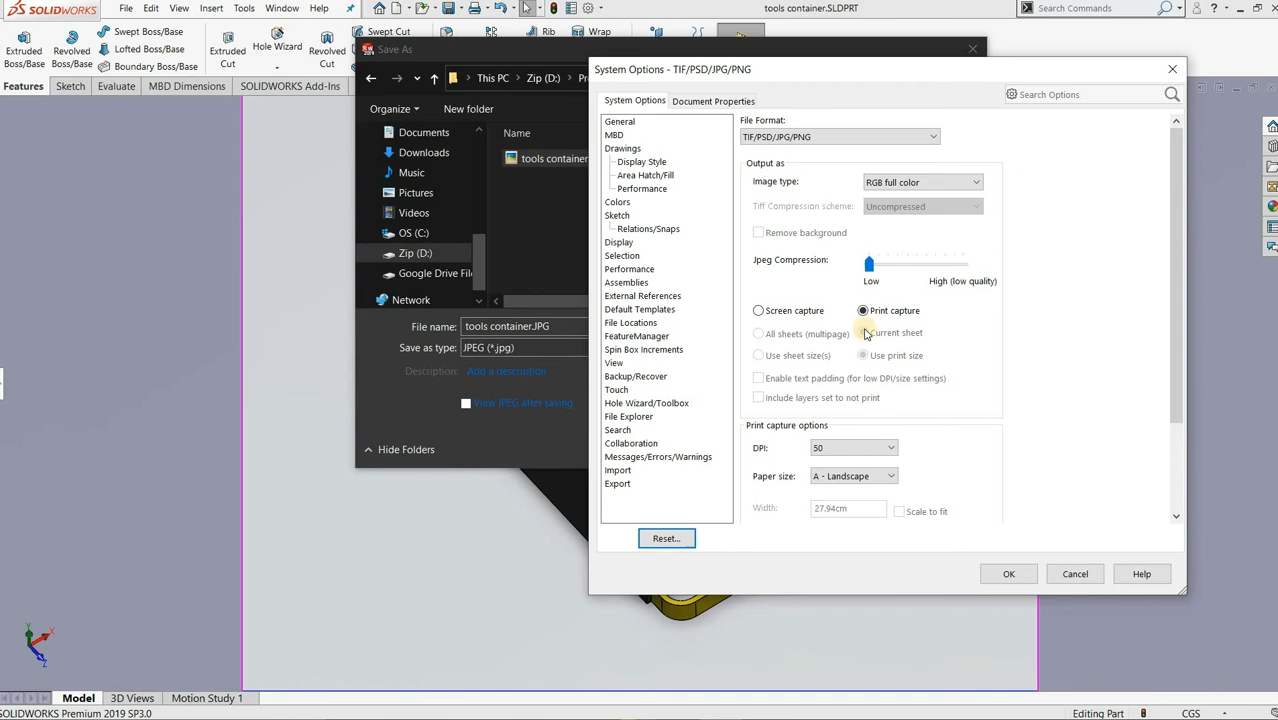 SOLIDWORKS File Edit View Insert Tools Window Help tools container.SLDPRT Search Commands
Swept Boss/Base Swept Cut Rib Wrap
Extruded Boss/Base Revolved Boss/Base Lofted Boss/Base Extruded Cut Hole Wizard Revolved Cut
Boundary Boss/Base
Features Sketch Evaluate MBD Dimensions SOLIDWORKS Add-Ins
Save As
This PC Zip (D:)
Organize New folder
Name
tools container
Documents
Downloads
Music
Pictures
Videos
OS (C:)
Zip (D:)
Google Drive File
Network
File name: tools container.JPG
Save as type: JPEG (*.jpg)
Description: Add a description
View JPEG after saving
Hide Folders
System Options - TIF/PSD/JPG/PNG
System Options Document Properties
Search Options
General
MBD
Drawings
Display Style
Area Hatch/Fill
Performance
Colors
Sketch
Relations/Snaps
Display
Selection
Performance
Assemblies
External References
Default Templates
File Locations
FeatureManager
Spin Box Increments
View
Backup/Recover
Touch
Hole Wizard/Toolbox
File Explorer
Search
Collaboration
Messages/Errors/Warnings
Import
Export
Reset...
File Format:
TIF/PSD/JPG/PNG
Output as
Image type: RGB full color
Tiff Compression scheme: Uncompressed
Remove background
Jpeg Compression:
Low High (low quality)
Screen capture Print capture
All sheets (multipage) Current sheet
Use sheet size(s) Use print size
Enable text padding (for low DPI/size settings)
Include layers set to not print
Print capture options
DPI: 50
Paper size: A - Landscape
Width: 27.94cm Scale to fit
OK Cancel Help
Model 3D Views Motion Study 1
SOLIDWORKS Premium 2019 SP3.0 Editing Part CGS